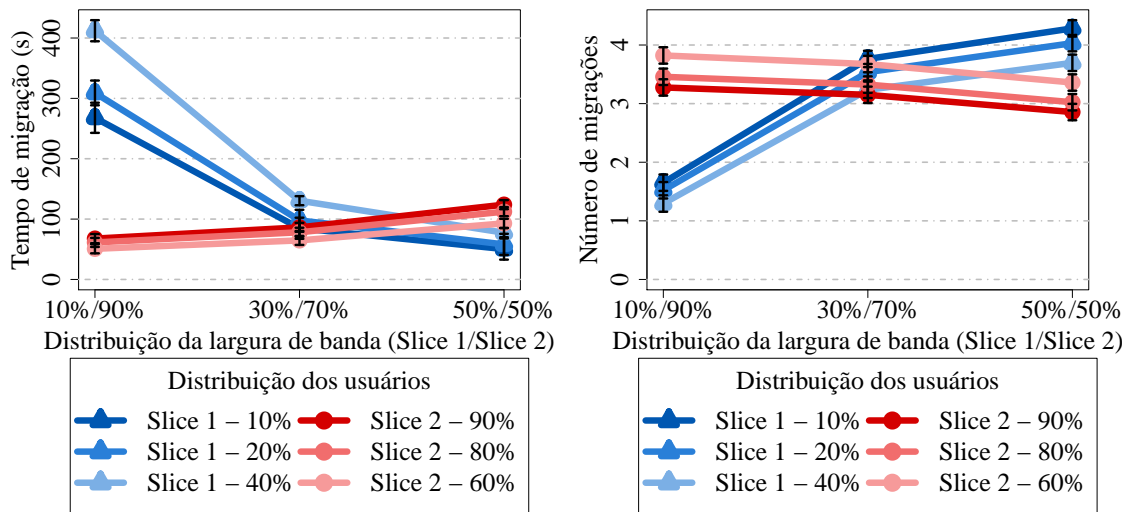 Tempo de migração (s)
400
300
200
100
0
10%/90% 30%/70% 50%/50%
Distribuição da largura de banda (Slice 1/Slice 2)
Distribuição dos usuários
Slice 1 – 10% Slice 2 – 90%
Slice 1 – 20% Slice 2 – 80%
Slice 1 – 40% Slice 2 – 60%
Número de migrações
4
3
2
1
0
10%/90% 30%/70% 50%/50%
Distribuição da largura de banda (Slice 1/Slice 2)
Distribuição dos usuários
Slice 1 – 10% Slice 2 – 90%
Slice 1 – 20% Slice 2 – 80%
Slice 1 – 40% Slice 2 – 60%